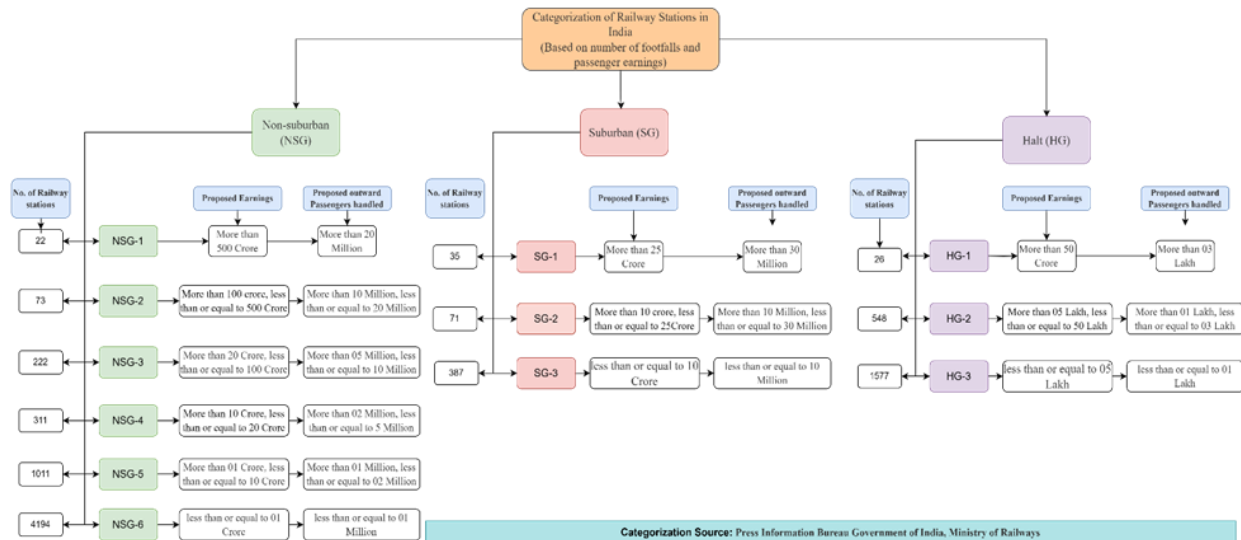 Categorization of Railway Stations in
India
(Based on number of footfalls and
passenger earnings)
Non-suburban
(NSG)
No. of Railway
stations
Proposed Earnings
Proposed outward
Passengers handled
22
NSG-1
More than
500 Crore
More than 20
Million
73
NSG-2
More than 100 crore, less
than or equal to 500 Crore
More than 10 Million, less
than or equal to 20 Million
222
NSG-3
More than 20 Crore, less
than or equal to 100 Crore
More than 05 Million, less
than or equal to 10 Million
311
NSG-4
More than 10 Crore, less
than or equal to 20 Crore
More than 02 Million, less
than or equal to 5 Million
1011
NSG-5
More than 01 Crore, less
than or equal to 10 Crore
More than 01 Million, less
than or equal to 02 Million
4194
NSG-6
less than or equal to 01
Crore
less than or equal to 01
Million
Suburban (SG)
No. of Railway
stations
Proposed Earnings
Proposed outward
Passengers handled
35
SG-1
More than 25
Crore
More than 30
Million
71
SG-2
More than 10 crore, less
than or equal to 25Crore
More than 10 Million, less
than or equal to 30 Million
387
SG-3
less than or equal to 10
Crore
less than or equal to 10
Million
Halt (HG)
No. of Railway
stations
Proposed Earnings
Proposed outward
Passengers handled
26
HG-1
More than 50
Crore
More than 03
Lakh
548
HG-2
More than 05 Lakh, less
than or equal to 50 Lakh
More than 01 Lakh, less
than or equal to 03 Lakh
1577
HG-3
less than or equal to 05
Lakh
less than or equal to 01
Lakh
Categorization Source: Press Information Bureau Government of India, Ministry of Railways